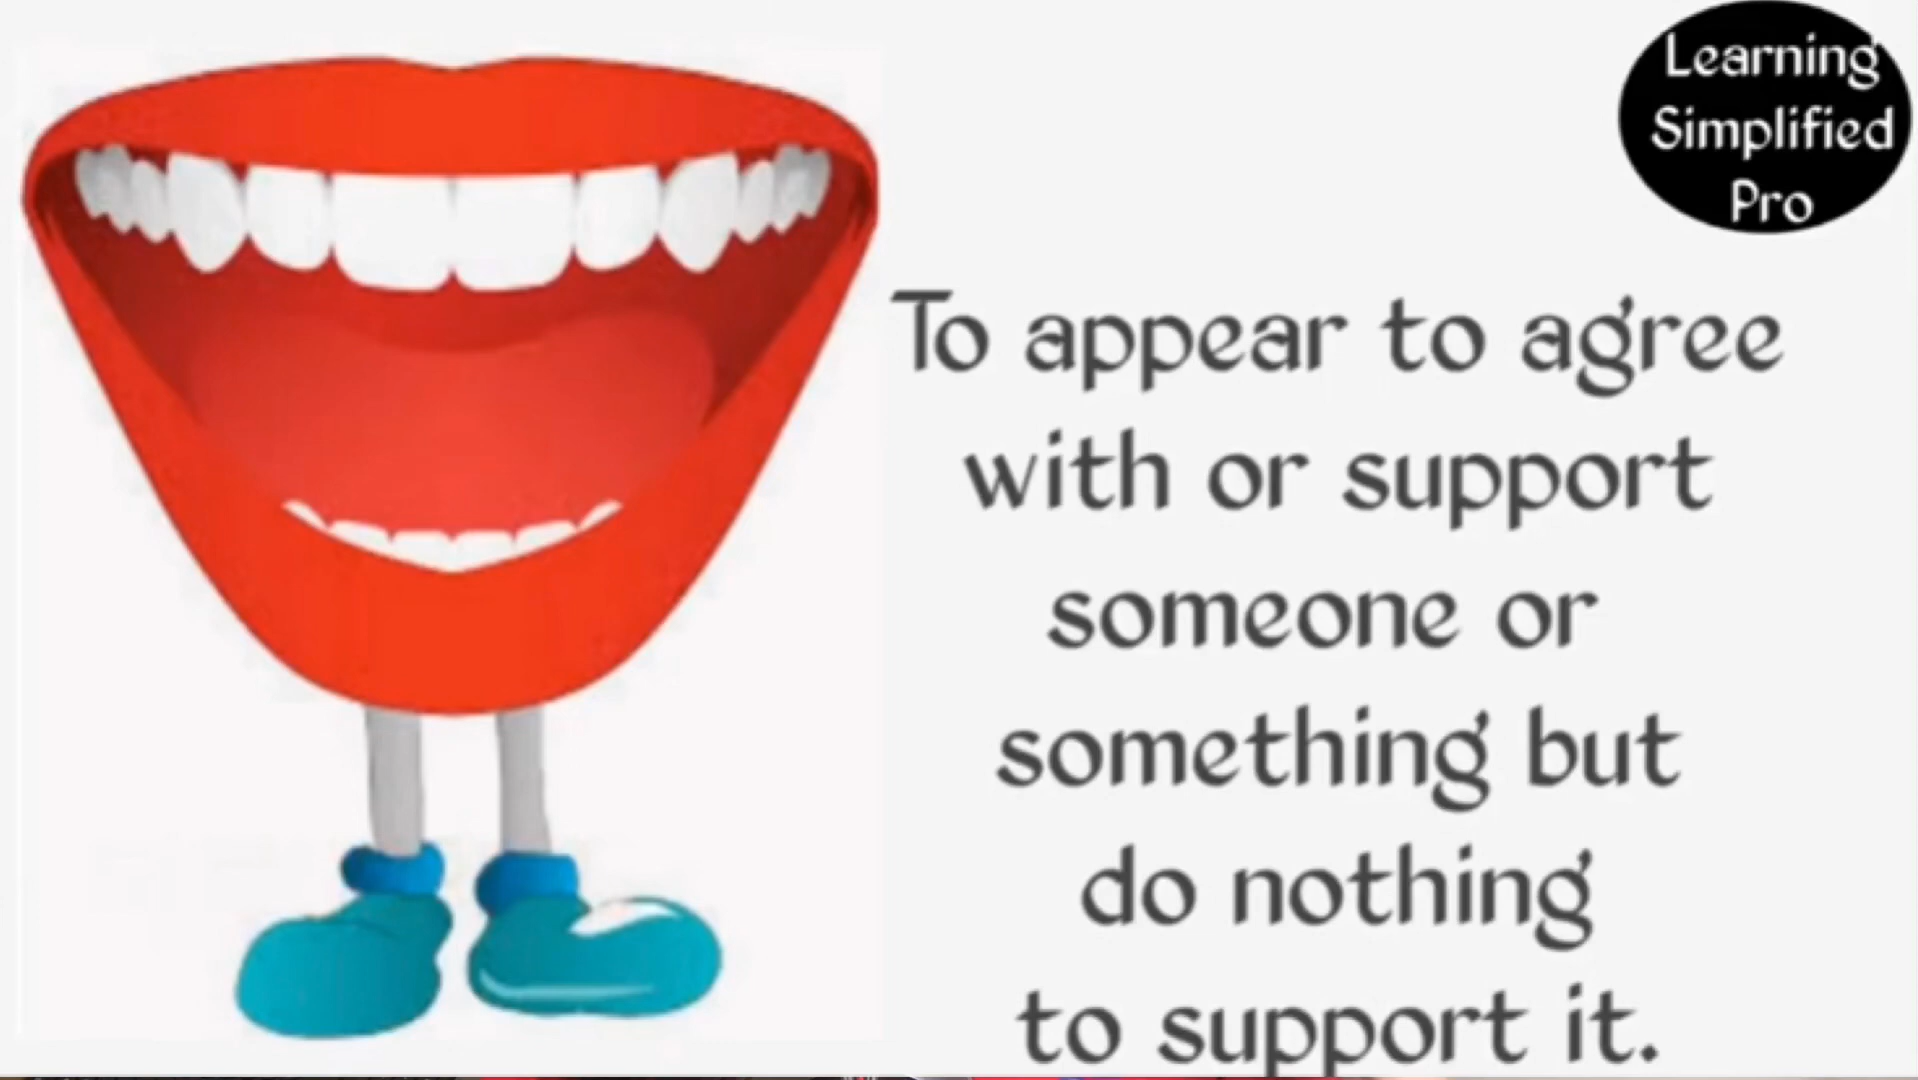 Learning
Simplified
Pro
To appear to agree
with or support
someone or
something but
do nothing
to support it.